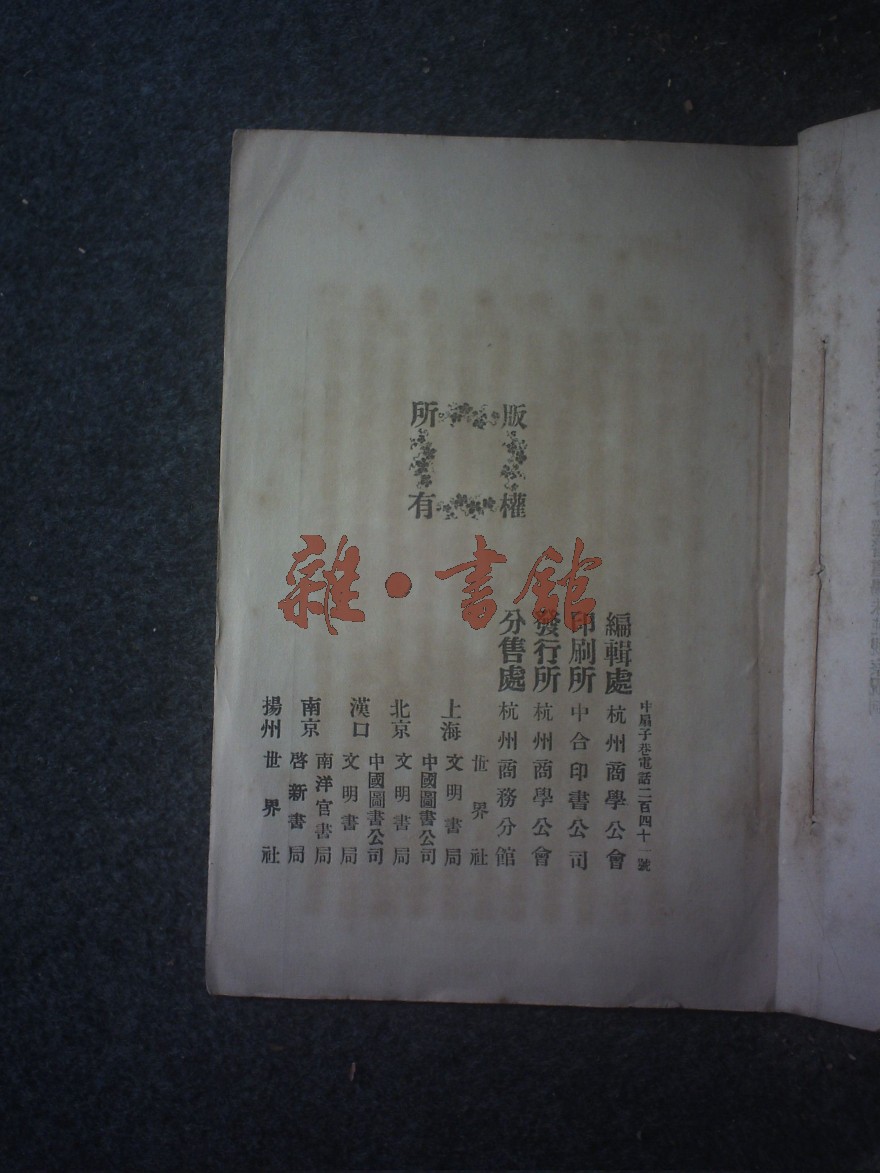 版權所有
雜·書館
中扇子巷電話二百四十一號
編輯處 杭州商學公會
印刷所 中合印書公司
發行所 杭州商學公會
分售處 杭州商務分館
世界社
上海 文明書局
中國圖書公司
北京 文明書局
中國圖書公司
漢口 文明書局
南洋官書局
南京 啓新書局
揚州 世界社